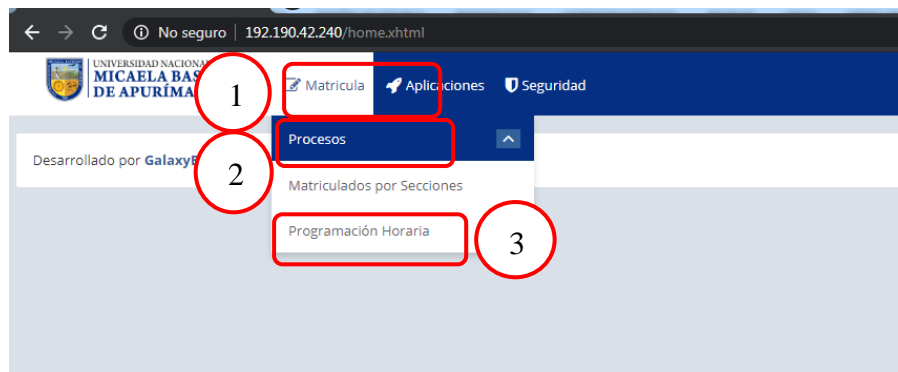 No seguro | 192.190.42.240/home.xhtml
UNIVERSIDAD NACIONAL
MICAELA BAS
DE APURÍMA
1
Matricula
Aplicaciones
Seguridad
Procesos
Desarrollado por
2
Matriculados por Secciones
Programación Horaria
3